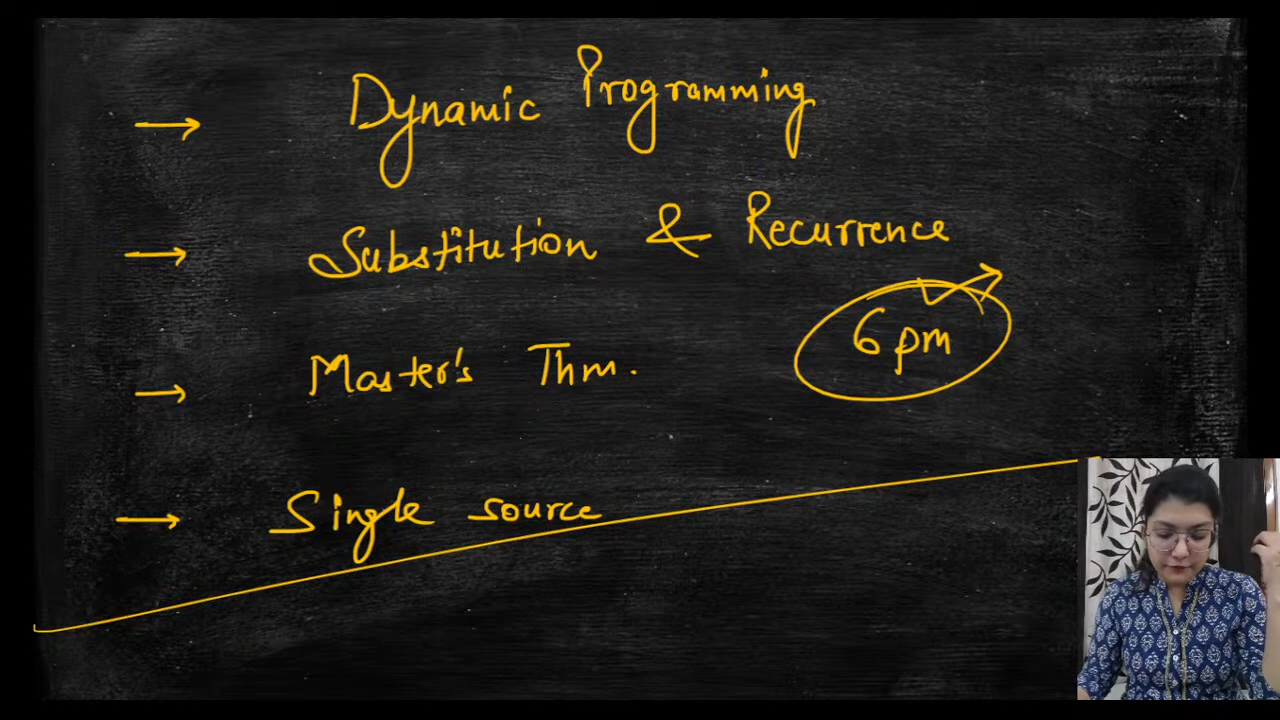 → Dynamic Programming
→ Substitution & Recurrence
6 pm
→ Master's Thm.
→ Single source